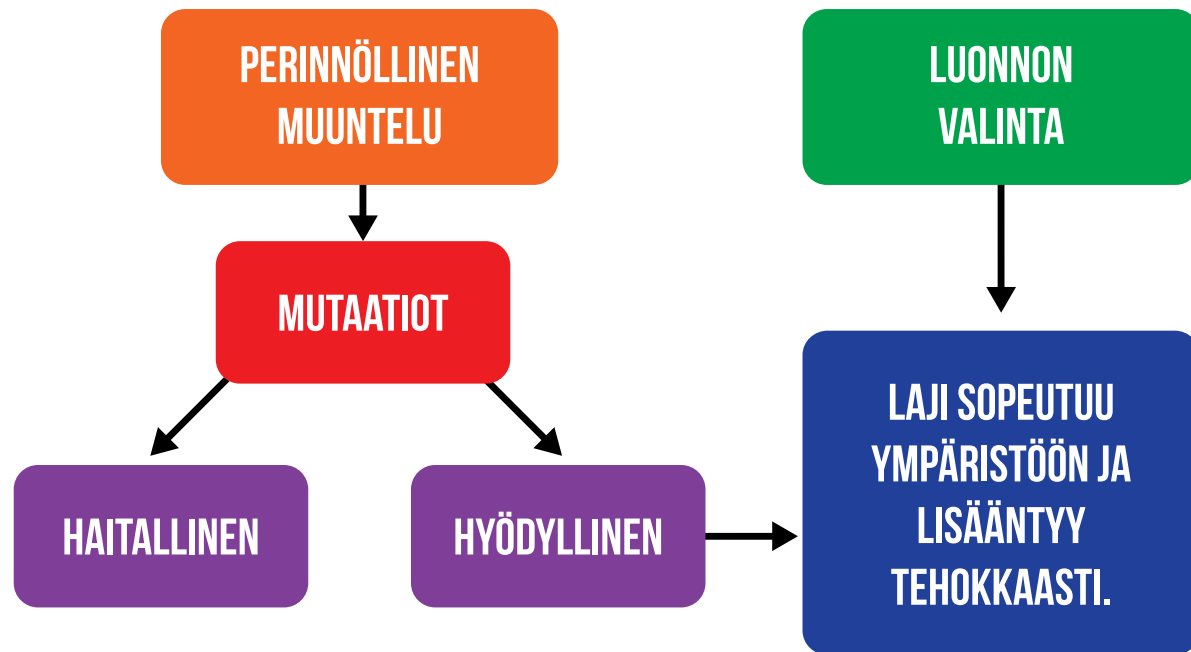 PERINNÖLLINEN
MUUNTELU
LUONNON
VALINTA
MUTAATIOT
HAITALLINEN
HYÖDYLLINEN
LAJI SOPEUTUU
YMPÄRISTÖÖN JA
LISÄÄNTYY
TEHOKKAASTI.